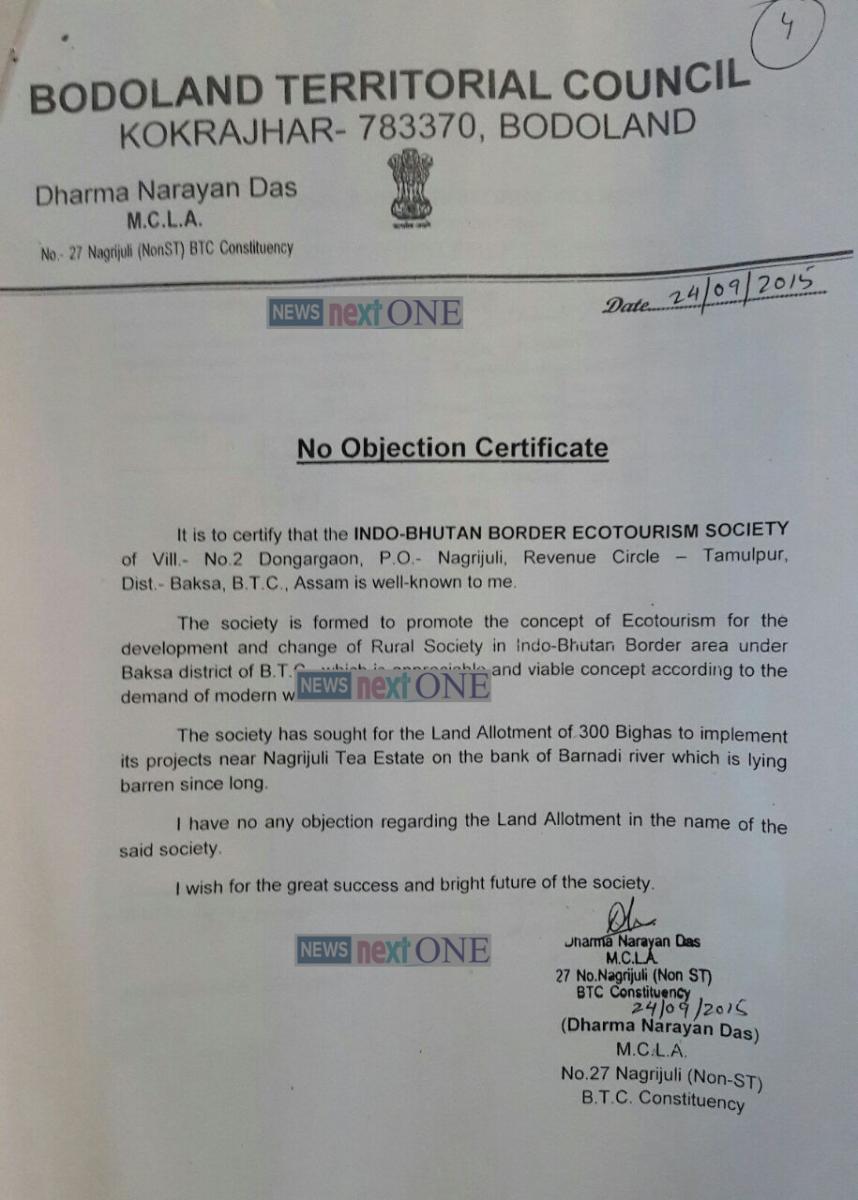 4
BODOLAND TERRITORIAL COUNCIL
KOKRAJHAR- 783370, BODOLAND
Dharma Narayan Das
M.C.L.A.
No.- 27 Nagrijuli (NonST) BTC Constituency
Date 24/09/2015
NEWS next ONE
No Objection Certificate
It is to certify that the INDO-BHUTAN BORDER ECOTOURISM SOCIETY
of Vill.- No.2 Dongargaon, P.O.- Nagrijuli, Revenue Circle – Tamulpur,
Dist.- Baksa, B.T.C., Assam is well-known to me.
The society is formed to promote the concept of Ecotourism for the
development and change of Rural Society in Indo-Bhutan Border area under
Baksa district of B.T.C. which is appreciable and viable concept according to the
demand of modern
NEWS next ONE
The society has sought for the Land Allotment of 300 Bighas to implement
its projects near Nagrijuli Tea Estate on the bank of Barnadi river which is lying
barren since long.
I have no any objection regarding the Land Allotment in the name of the
said society.
I wish for the great success and bright future of the society.
NEWS next ONE
Dharma Narayan Das
M.C.L.A
27 No.Nagrijuli (Non ST)
BTC Constituency
24/09/2015
(Dharma Narayan Das)
M.C.L.A.
No.27 Nagrijuli (Non-ST)
B.T.C. Constituency